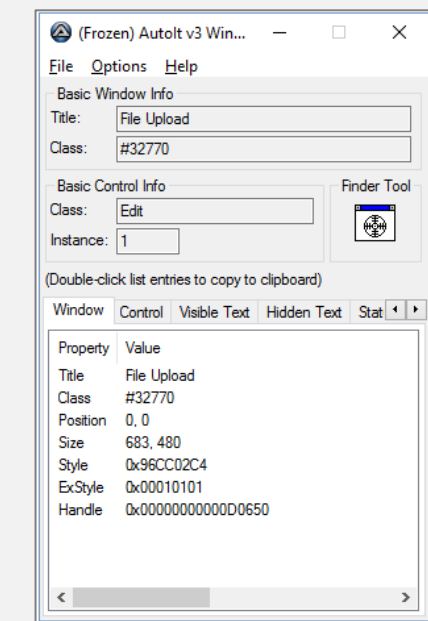 (Frozen) AutoIt v3 Win...
File Options Help
Basic Window Info
Title: File Upload
Class: #32770
Basic Control Info
Finder Tool
Class: Edit
Instance: 1
(Double-click list entries to copy to clipboard)
Window Control Visible Text Hidden Text Stat
Property Value
Title File Upload
Class #32770
Position 0, 0
Size 683, 480
Style 0x96CC02C4
ExStyle 0x00010101
Handle 0x00000000000D0650